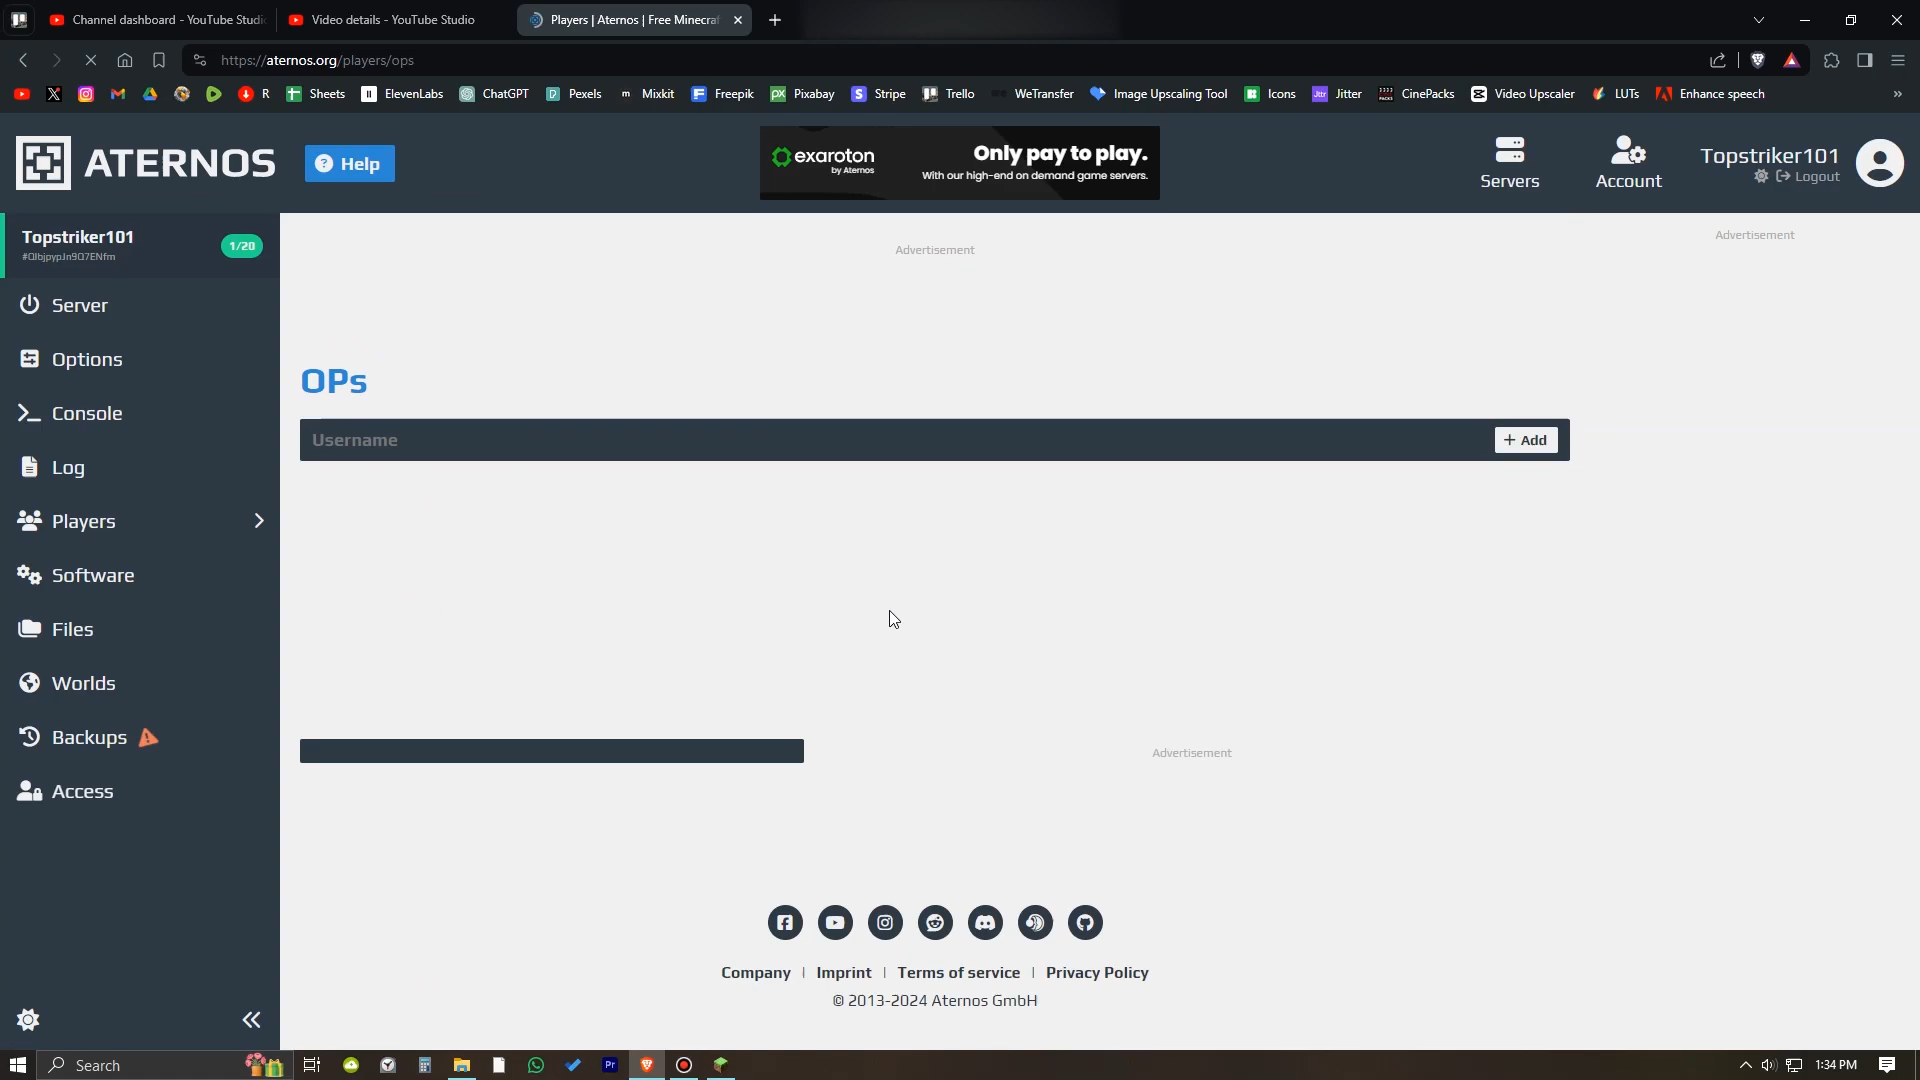 Channel dashboard - YouTube Studi
Video details - YouTube Studio
Players | Aternos | Free Minecraf
https://aternos.org/players/ops
R
Sheets
ElevenLabs
ChatGPT
Pexels
Mixkit
Freepik
Pixabay
Stripe
Trello
WeTransfer
Image Upscaling Tool
Icons
Jitter
CinePacks
Video Upscaler
LUTs
Enhance speech
ATERNOS
Help
exaroton
by Aternos
Only pay to play.
With our high-end on demand game servers.
Servers
Account
Topstriker101
Logout
Topstriker101
#QlbjpypJn9Q7ENfm
1/20
Advertisement
Advertisement
Server
Options
OPs
Console
Username
+ Add
Log
Players
Software
Files
Worlds
Backups
Advertisement
Access
Company | Imprint | Terms of service | Privacy Policy
© 2013-2024 Aternos GmbH
Search
Pr
1:34 PM